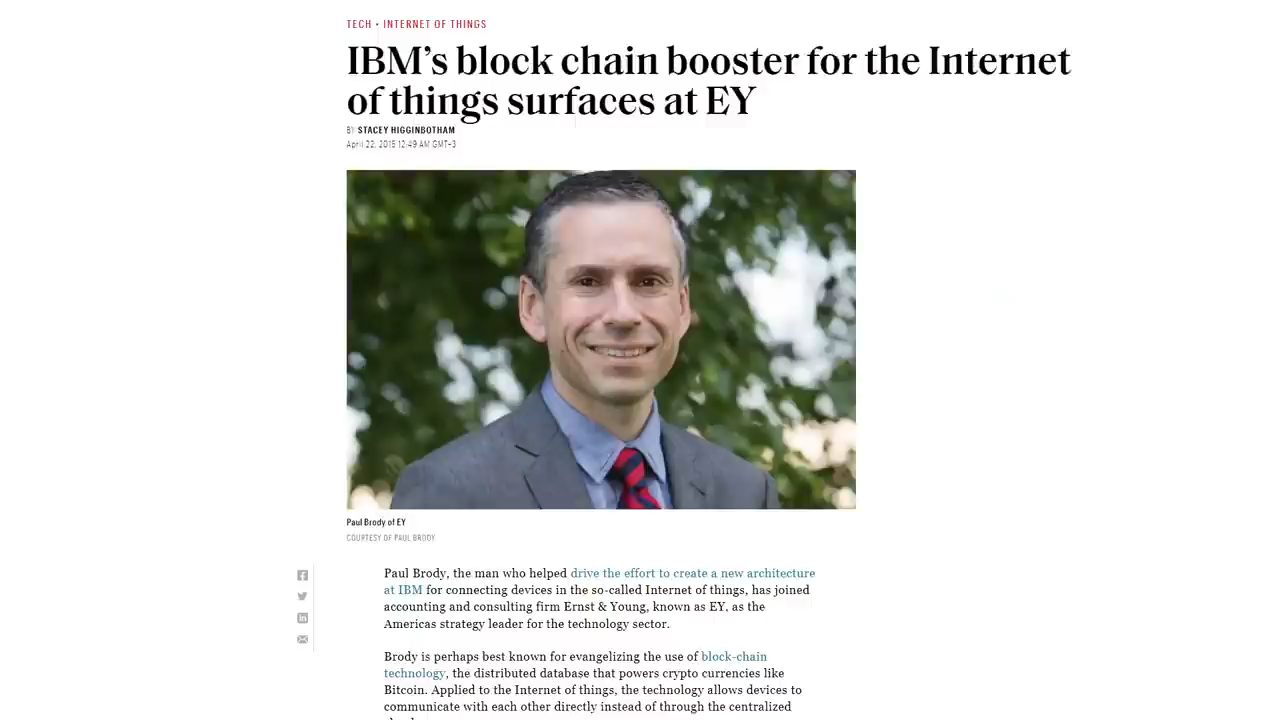 TECH • INTERNET OF THINGS
IBM’s block chain booster for the Internet
of things surfaces at EY
BY STACEY HIGGINBOTHAM
April 22, 2015 12:49 AM GMT+3
Paul Brody of EY
COURTESY OF PAUL BRODY
Paul Brody, the man who helped drive the effort to create a new architecture
at IBM for connecting devices in the so-called Internet of things, has joined
accounting and consulting firm Ernst & Young, known as EY, as the
Americas strategy leader for the technology sector.
Brody is perhaps best known for evangelizing the use of block-chain
technology, the distributed database that powers crypto currencies like
Bitcoin. Applied to the Internet of things, the technology allows devices to
communicate with each other directly instead of through the centralized